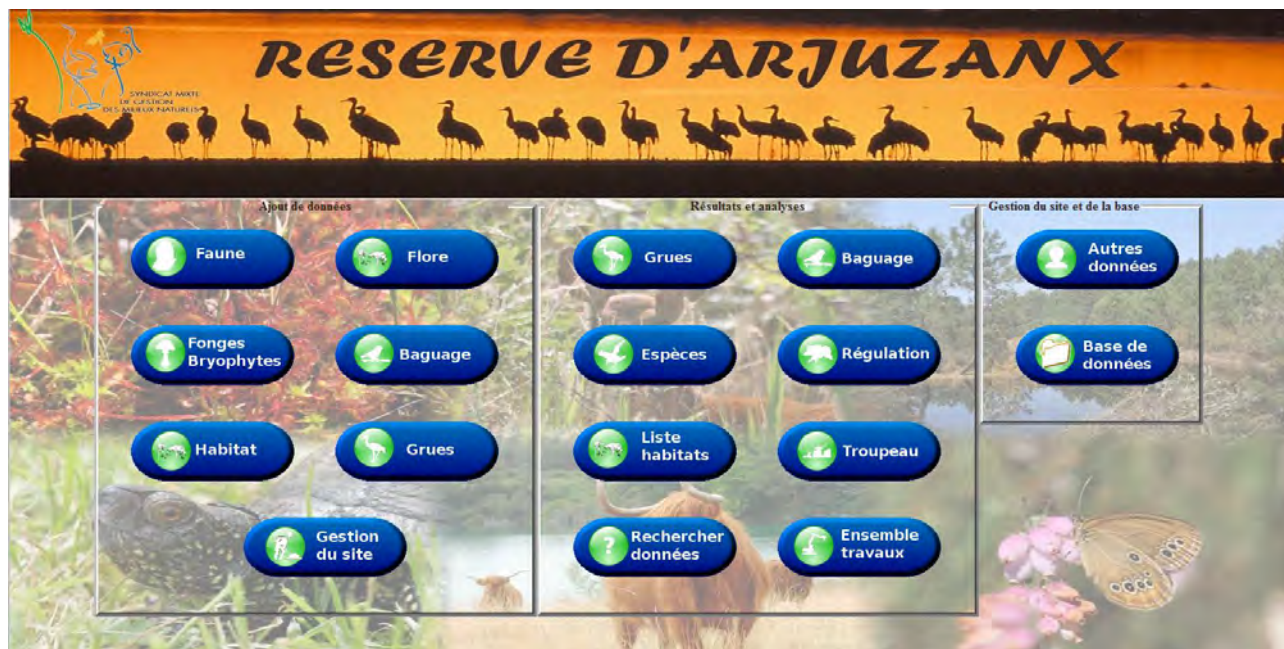 RESERVE D'ARJUZANX
SYNDICAT MIXTE
DE GESTION
DES MILIEUX NATURELS
Ajout de données
Faune
Flore
Fonges
Bryophytes
Baguage
Habitat
Grues
Gestion
du site
Résultats et analyses
Grues
Baguage
Espèces
Régulation
Liste
habitats
Troupeau
?
Rechercher
données
Ensemble
travaux
Gestion du site et de la base
Autres
données
Base de
données